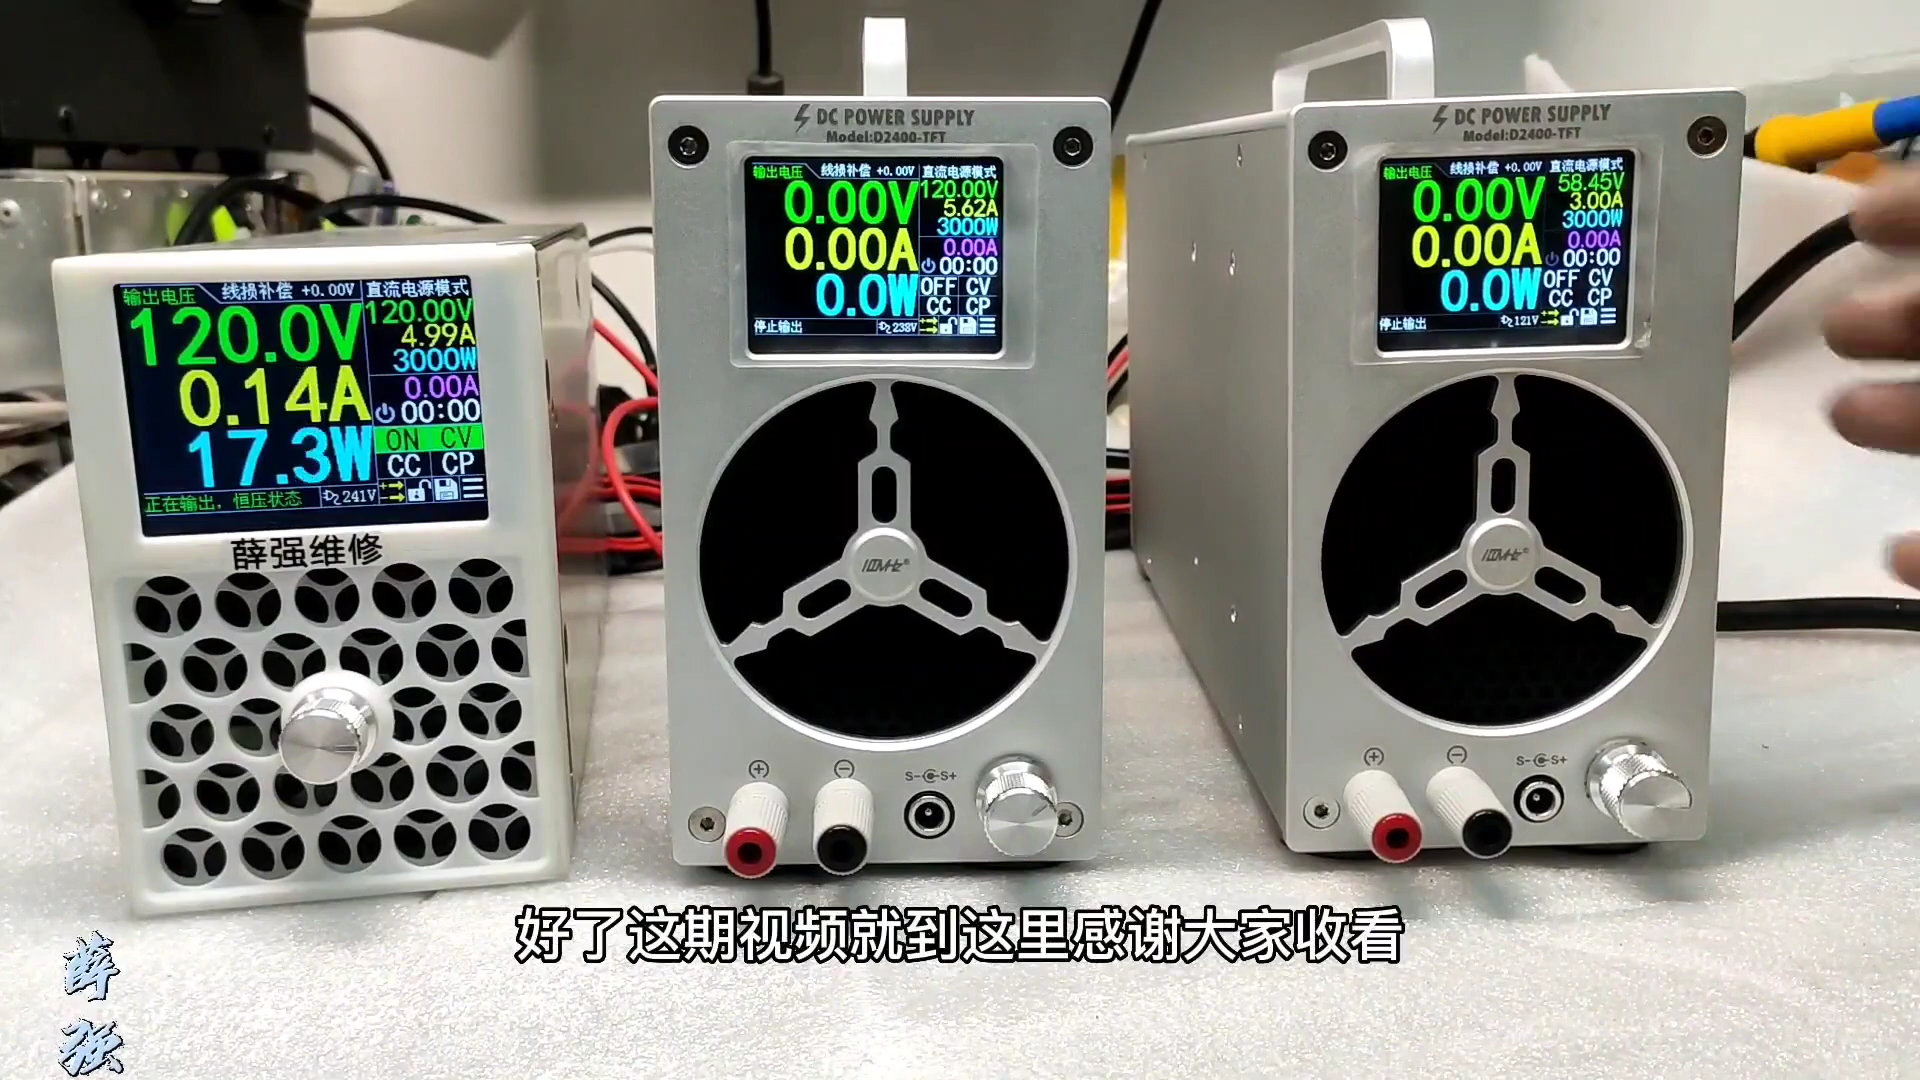 输出电压 线损补偿 +0.00V 直流电源模式
120.0V 120.00V
4.99A
0.14A 3000W
0.00A
00:00
17.3W ON CV
CC CP
正在输出，恒压状态 241V
薛强维修
DC POWER SUPPLY
Model:D2400-TFT
输出电压 线损补偿 +0.00V 直流电源模式
0.00V 120.00V
5.62A
0.00A 3000W
0.00A
00:00
0.0W OFF CV
CC CP
停止输出 238V
100MHz®
S- S+
DC POWER SUPPLY
Model:D2400-TFT
输出电压 线损补偿 +0.00V 直流电源模式
0.00V 58.45V
3.00A
0.00A 3000W
0.00A
00:00
0.0W OFF CV
CC CP
停止输出 121V
100MHz®
S- S+
好了这期视频就到这里感谢大家收看
薛
强